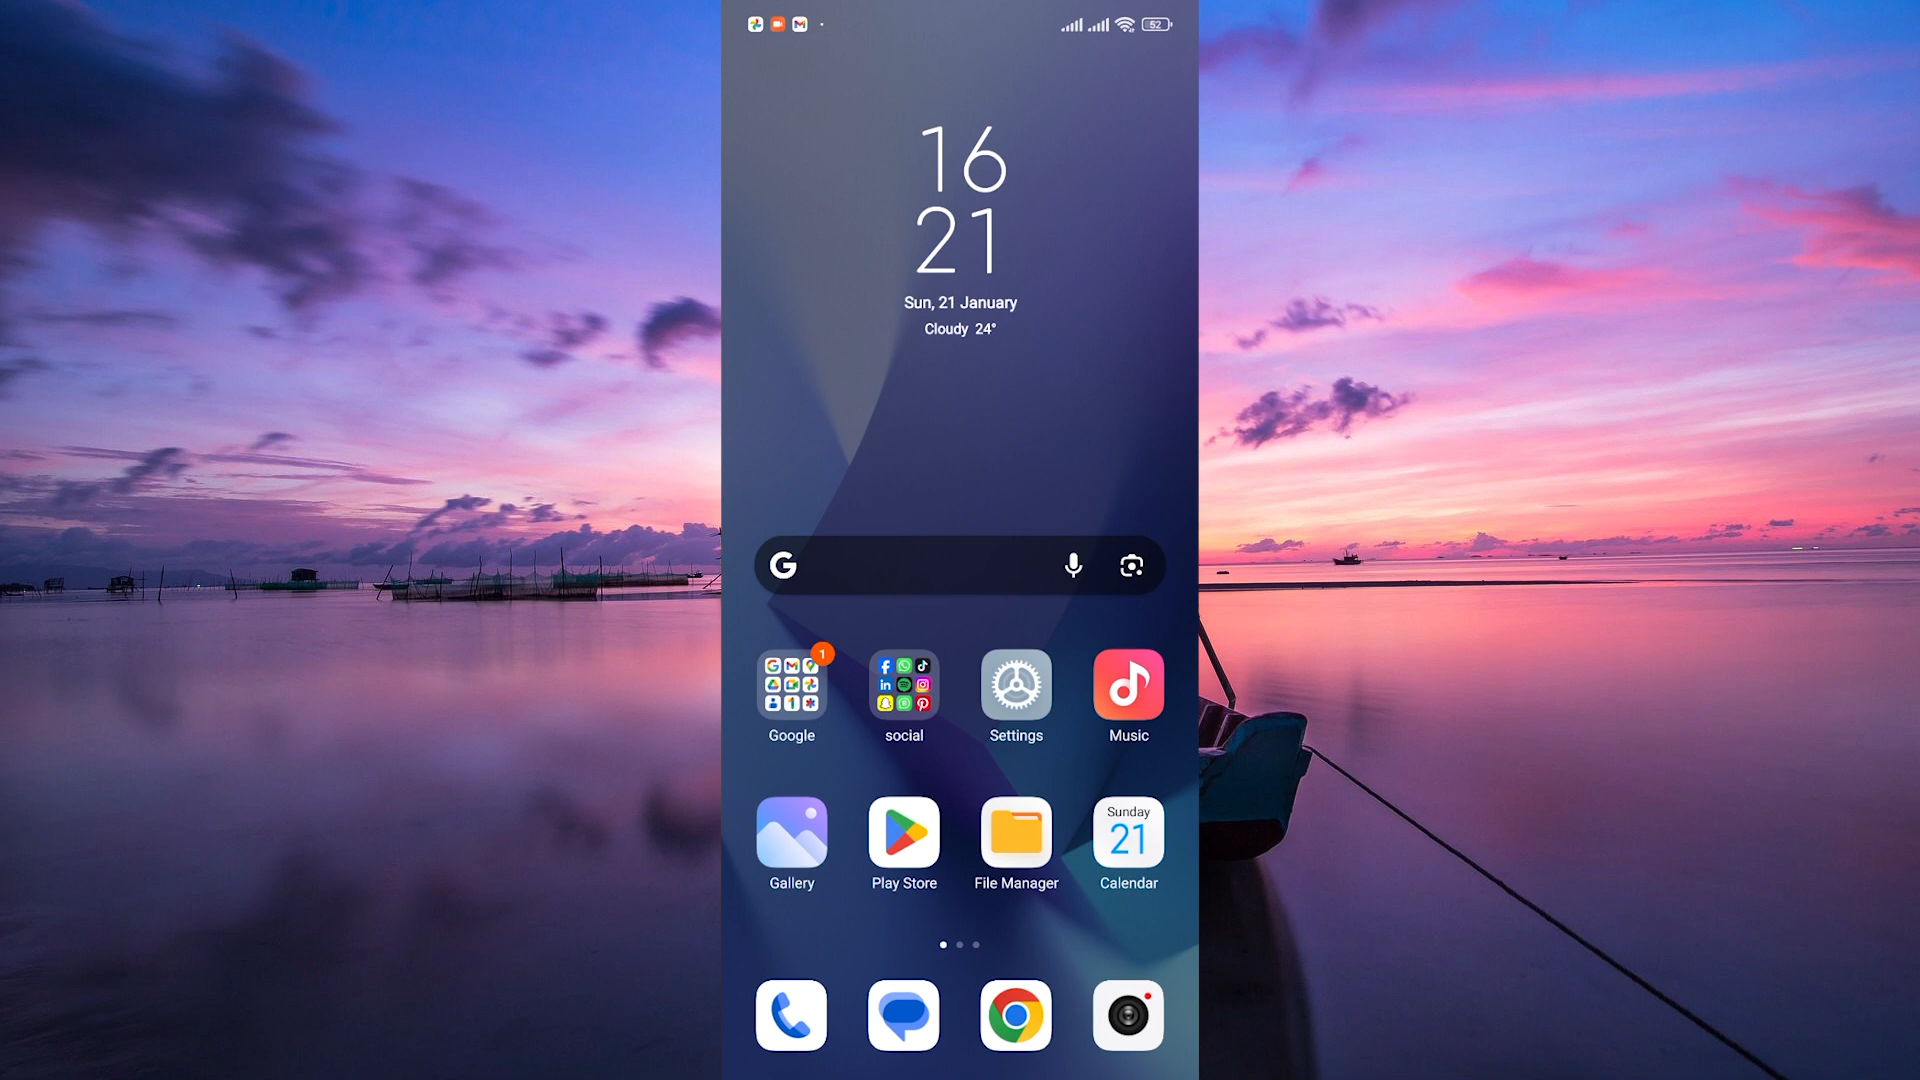 52
16
21
Sun, 21 January
Cloudy 24°
1
Google
social
Settings
Music
Sunday
21
Gallery
Play Store
File Manager
Calendar